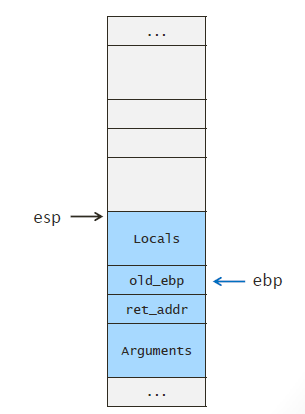 ...
esp
Locals
old_ebp
ebp
ret_addr
Arguments
...